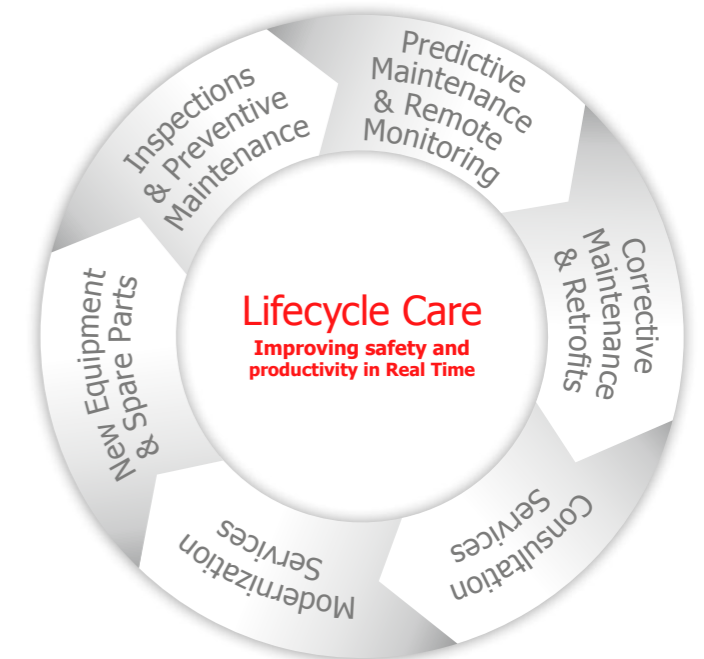 Predictive
Maintenance
& Remote
Monitoring
Corrective
Maintenance
& Retrofits
Consultation
Services
Modernization
Services
New Equipment
& Spare Parts
Inspections
& Preventive
Maintenance
Lifecycle Care
Improving safety and
productivity in Real Time